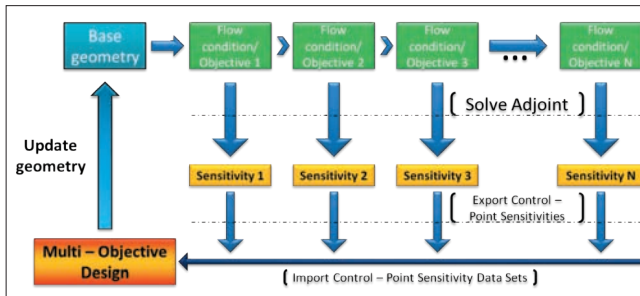 Base
geometry
Flow
condition/
Objective 1
Flow
condition/
Objective 2
Flow
condition/
Objective 3
...
Flow
condition/
Objective N
Solve Adjoint
Update
geometry
Sensitivity 1
Sensitivity 2
Sensitivity 3
Sensitivity N
Export Control –
Point Sensitivities
Multi – Objective
Design
Import Control – Point Sensitivity Data Sets